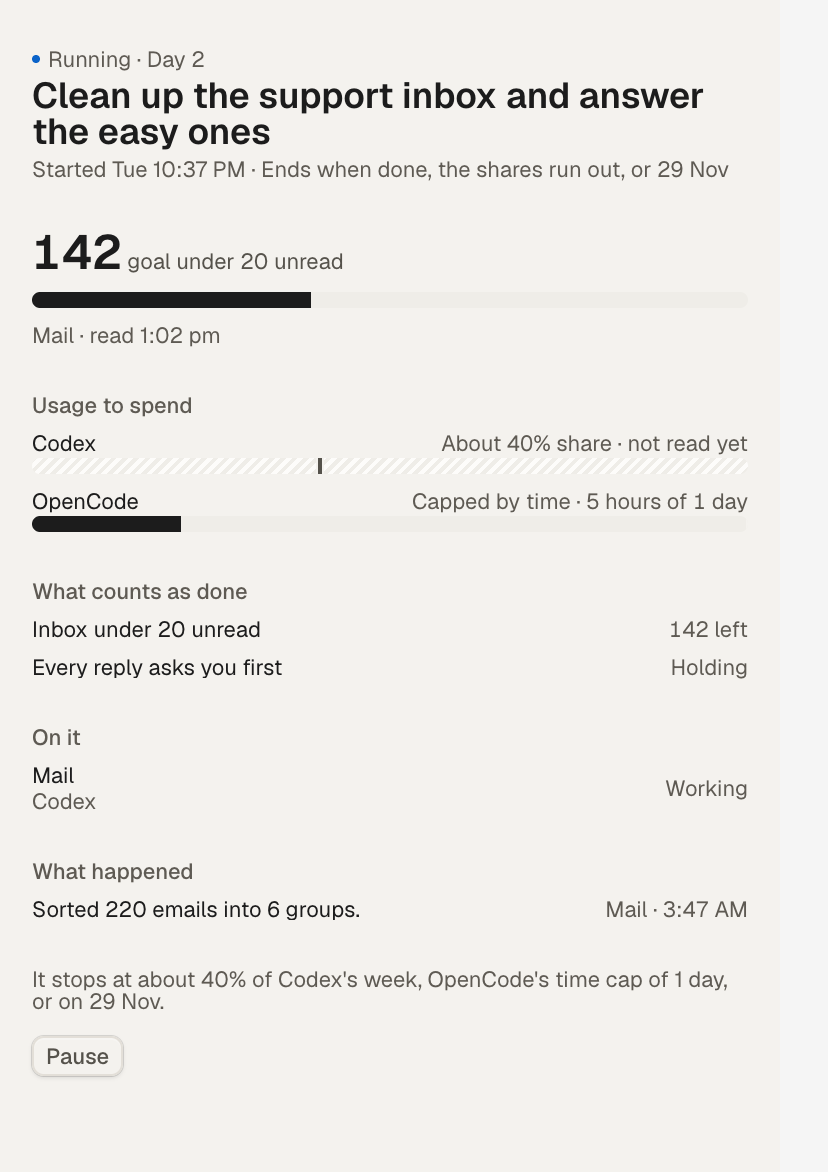 Running · Day 2
Clean up the support inbox and answer
the easy ones
Started Tue 10:37 PM · Ends when done, the shares run out, or 29 Nov
142 goal under 20 unread
Mail · read 1:02 pm
Usage to spend
Codex About 40% share · not read yet
OpenCode Capped by time · 5 hours of 1 day
What counts as done
Inbox under 20 unread 142 left
Every reply asks you first Holding
On it
Mail
Codex
Working
What happened
Sorted 220 emails into 6 groups. Mail · 3:47 AM
It stops at about 40% of Codex's week, OpenCode's time cap of 1 day,
or on 29 Nov.
Pause